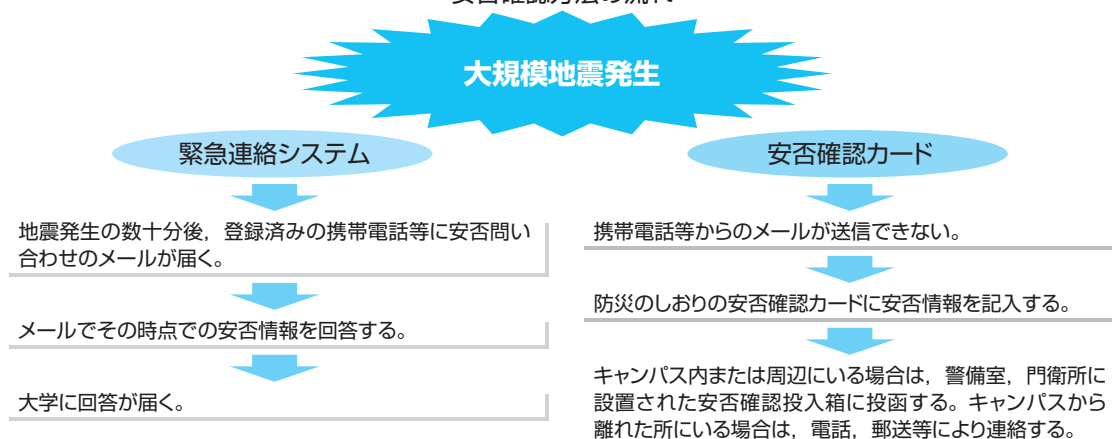 大規模地震発生
緊急連絡システム
地震発生の数十分後，登録済みの携帯電話等に安否問い
合わせのメールが届く。
メールでその時点での安否情報を回答する。
大学に回答が届く。
安否確認カード
携帯電話等からのメールが送信できない。
防災のしおりの安否確認カードに安否情報を記入する。
キャンパス内または周辺にいる場合は，警備室，門衛所に
設置された安否確認投入箱に投函する。キャンパスから
離れた所にいる場合は，電話，郵送等により連絡する。